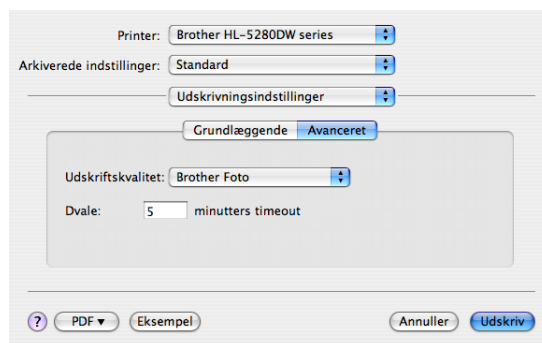 Printer: Brother HL-5280DW series
Arkiverede indstillinger: Standard
Udskrivningsindstillinger
Grundlæggende Avanceret
Udskriftskvalitet: Brother Foto
Dvale: 5 minutters timeout
? PDF▼ Eksempel Annuller Udskriv